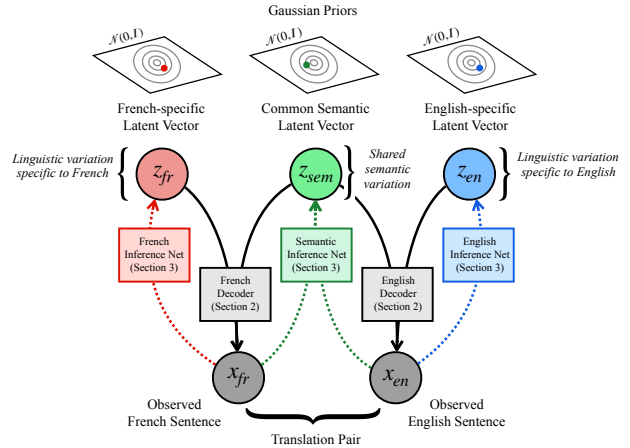 Gaussian Priors
N(0,I)
N(0,I)
N(0,I)
French-specific
Latent Vector
Common Semantic
Latent Vector
English-specific
Latent Vector
Linguistic variation
specific to French
z_fr
z_sem
Shared
semantic
variation
z_en
Linguistic variation
specific to English
French
Inference Net
(Section 3)
French
Decoder
(Section 2)
Semantic
Inference Net
(Section 3)
English
Decoder
(Section 2)
English
Inference Net
(Section 3)
x_fr
x_en
Observed
French Sentence
Observed
English Sentence
Translation Pair